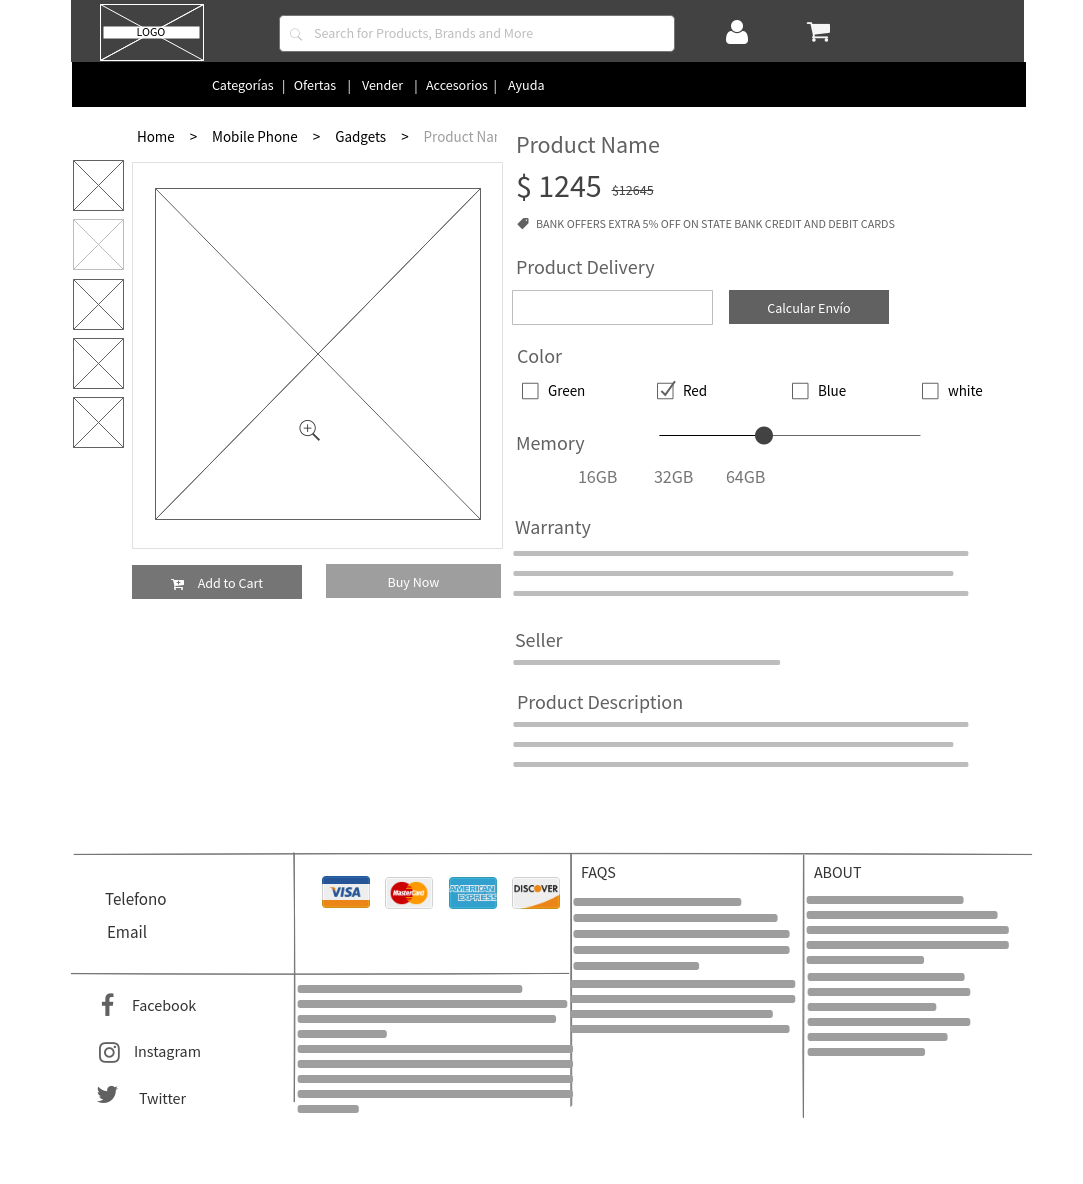 LOGO
Search for Products, Brands and More
Categorías | Ofertas | Vender | Accesorios | Ayuda
Home > Mobile Phone > Gadgets >
Product Name
$ 1245 $12645
BANK OFFERS EXTRA 5% OFF ON STATE BANK CREDIT AND DEBIT CARDS
Product Delivery
Calcular Envío
Color
Green Red Blue white
Memory
16GB 32GB 64GB
Warranty
Add to Cart Buy Now
Seller
Product Description
Telefono
Email
VISA MasterCard AMERICAN EXPRESS DISCOVER
FAQS
ABOUT
Facebook
Instagram
Twitter